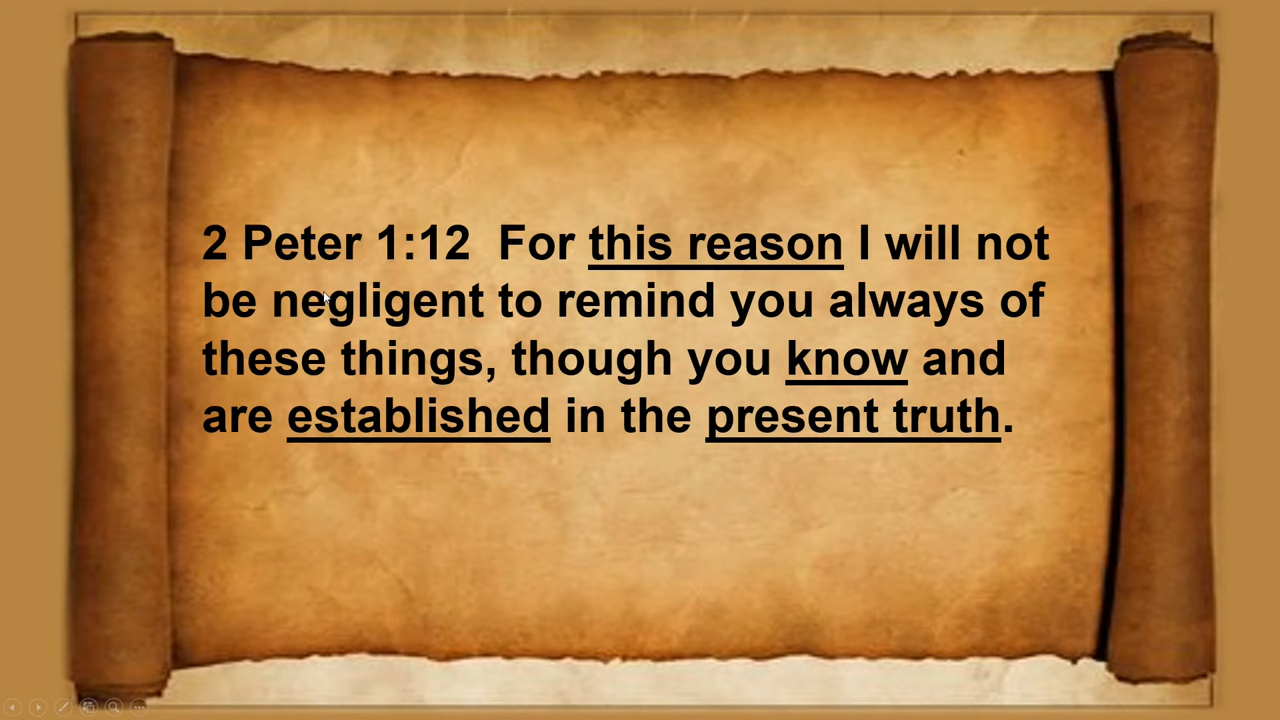 2 Peter 1:12  For this reason I will not
be negligent to remind you always of
these things, though you know and
are established in the present truth.